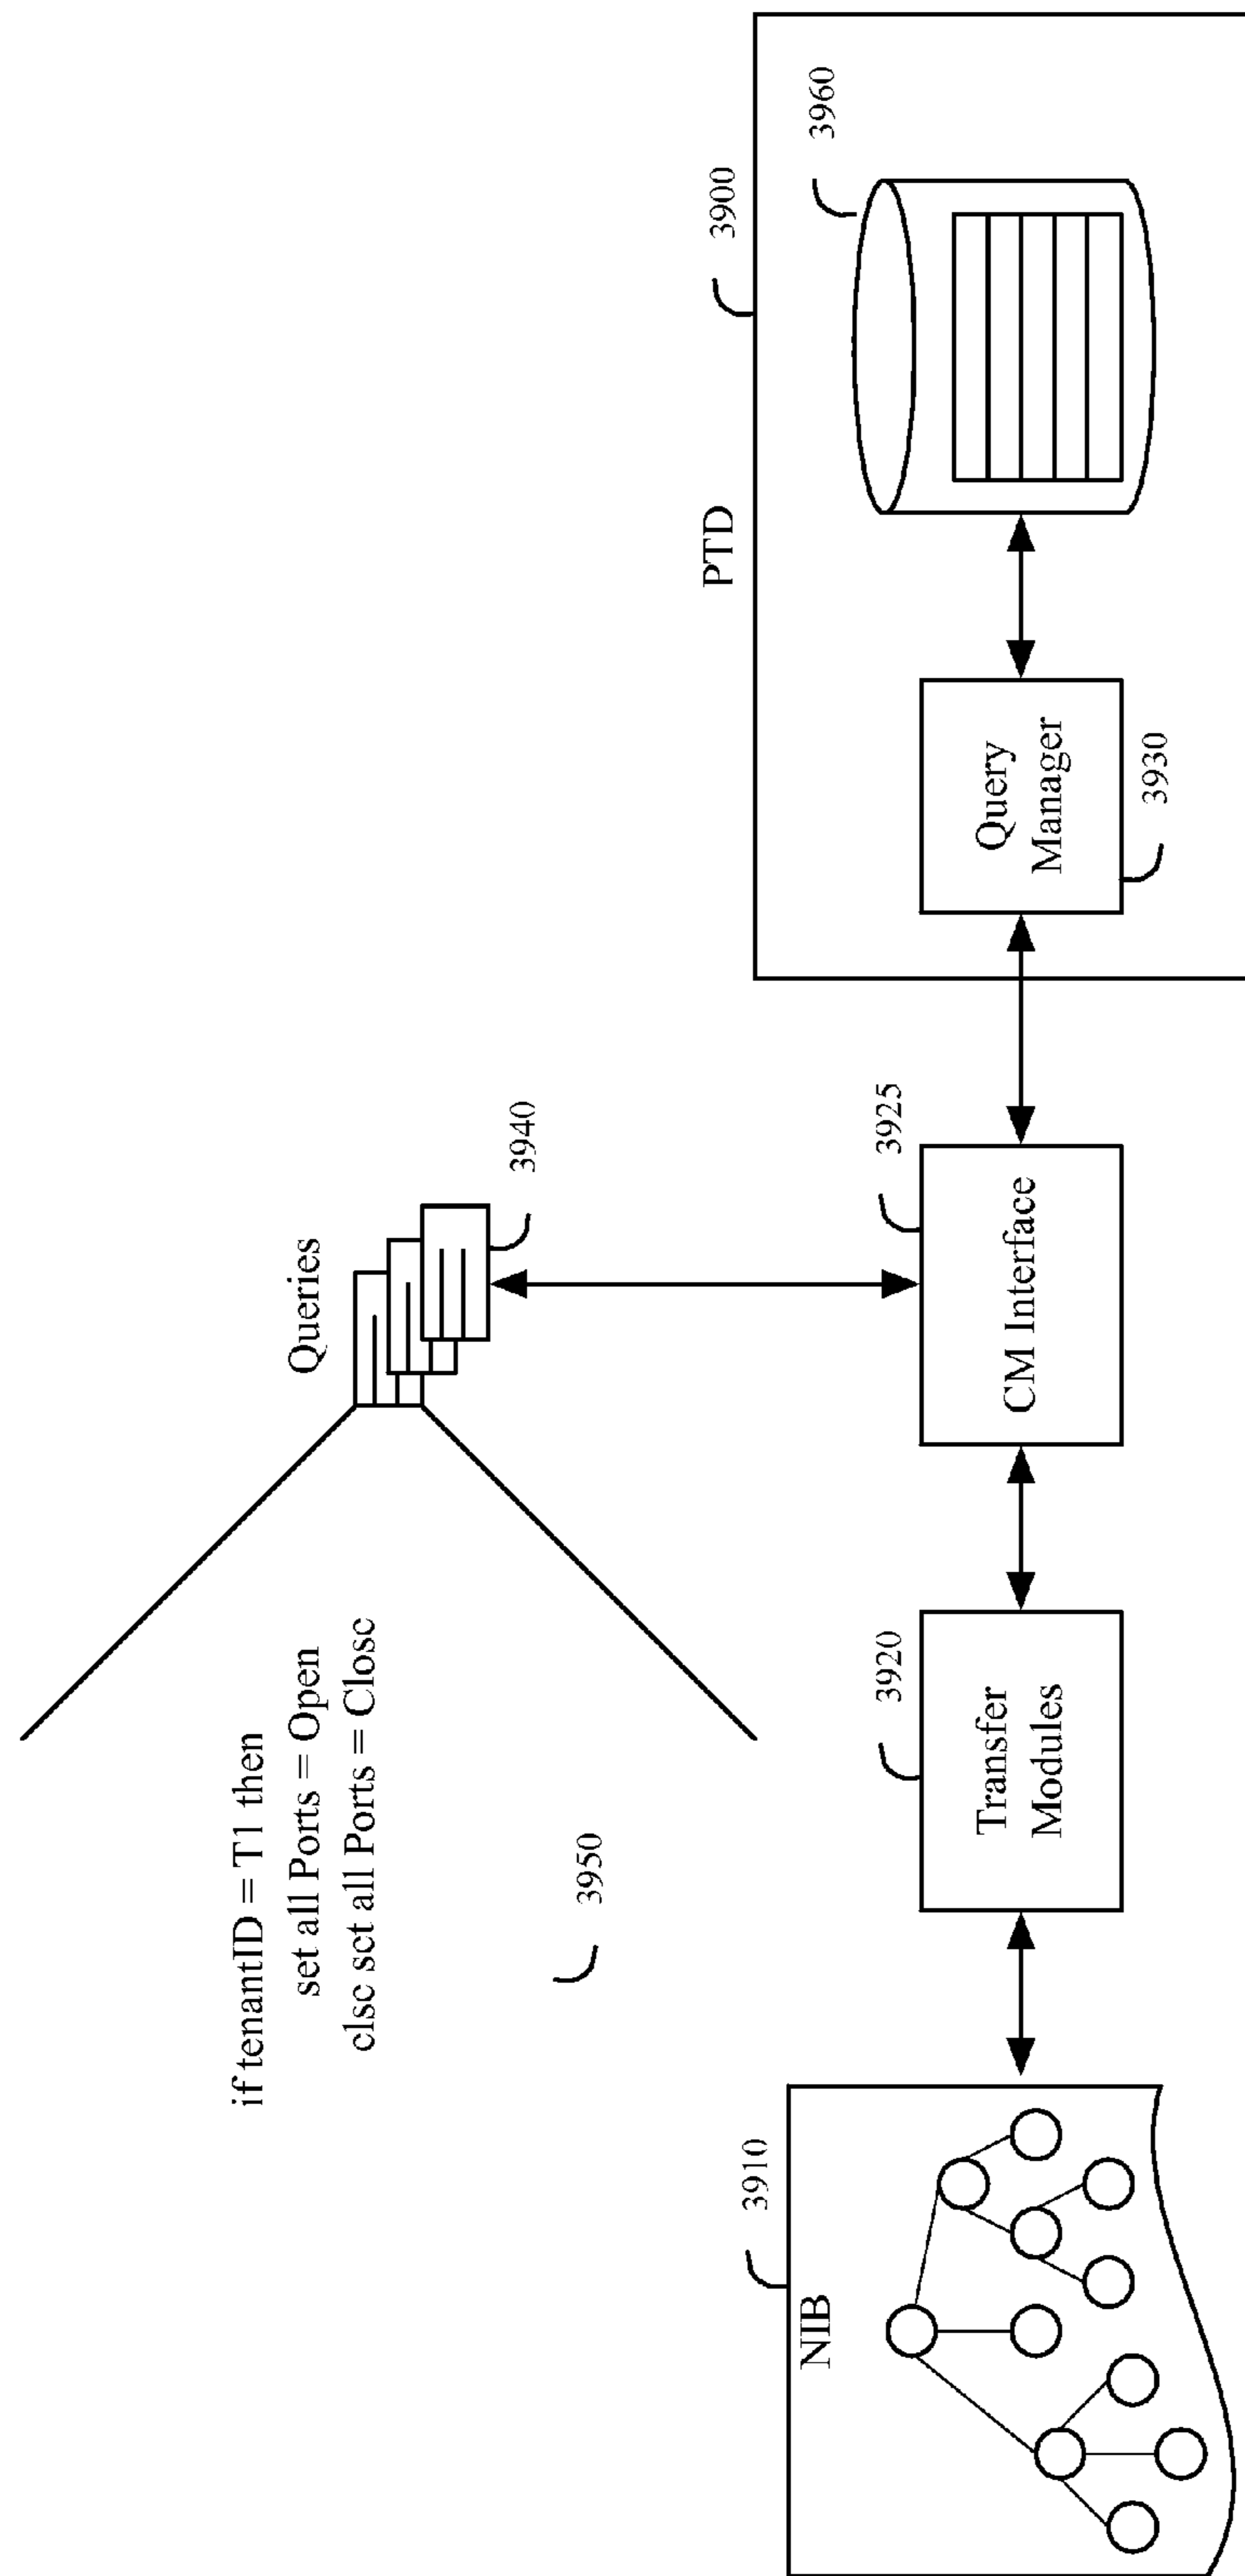 if tenantID = T1 then
set all Ports = Open
else set all Ports = Close
3950
Queries
3940
NIB
3910
Transfer
Modules
3920
CM Interface
3925
PTD
3900
Query
Manager
3930
3960